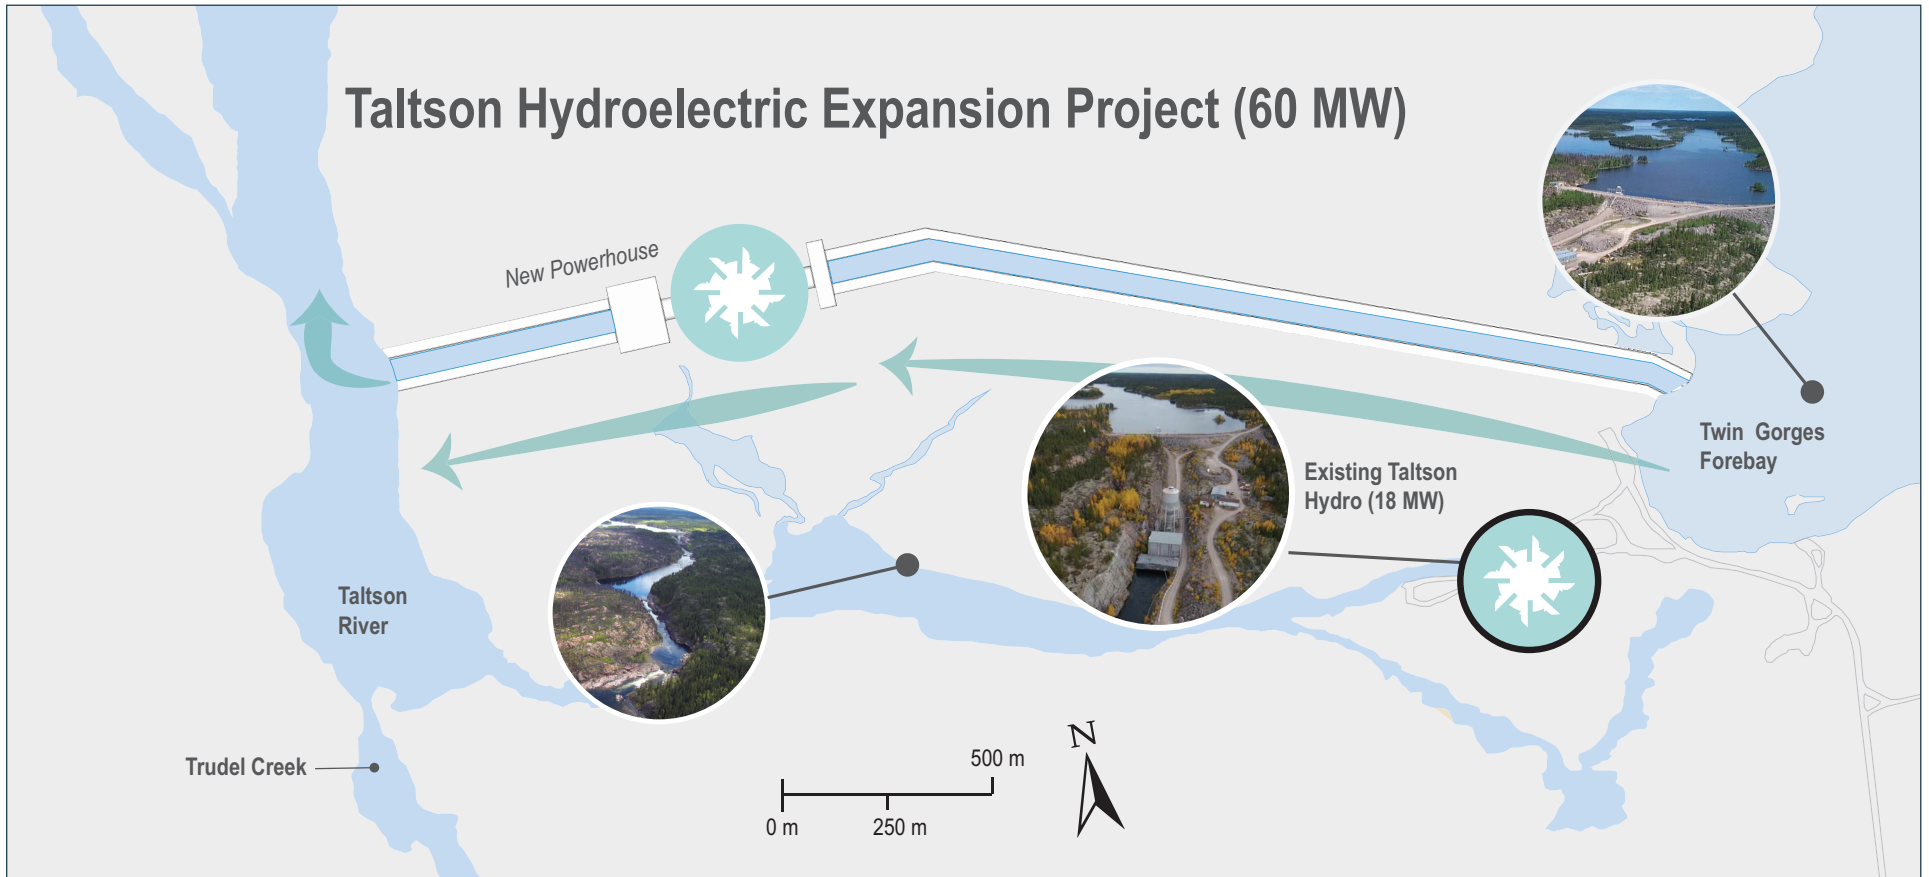 Taltson Hydroelectric Expansion Project (60 MW)
New Powerhouse
Twin Gorges
Forebay
Existing Taltson
Hydro (18 MW)
Taltson
River
Trudel Creek
N
500 m
0 m
250 m